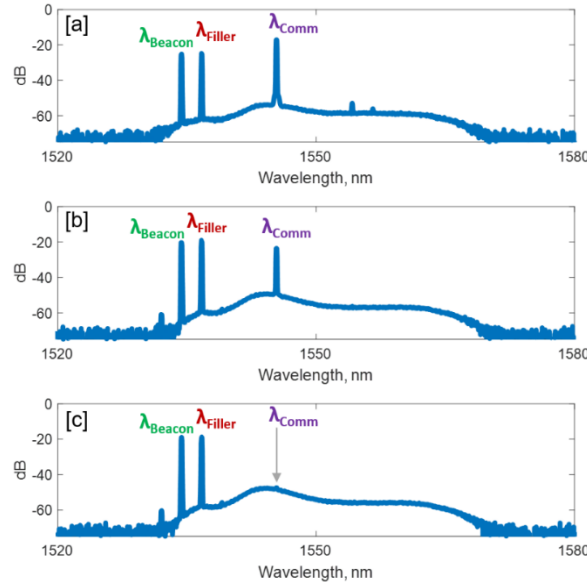 [a]
λBeacon
λFiller
λComm
0
-20
-40
-60
dB
1520
1550
1580
Wavelength, nm
[b]
λBeacon
λFiller
λComm
0
-20
-40
-60
dB
1520
1550
1580
Wavelength, nm
[c]
λBeacon
λFiller
λComm
0
-20
-40
-60
dB
1520
1550
1580
Wavelength, nm